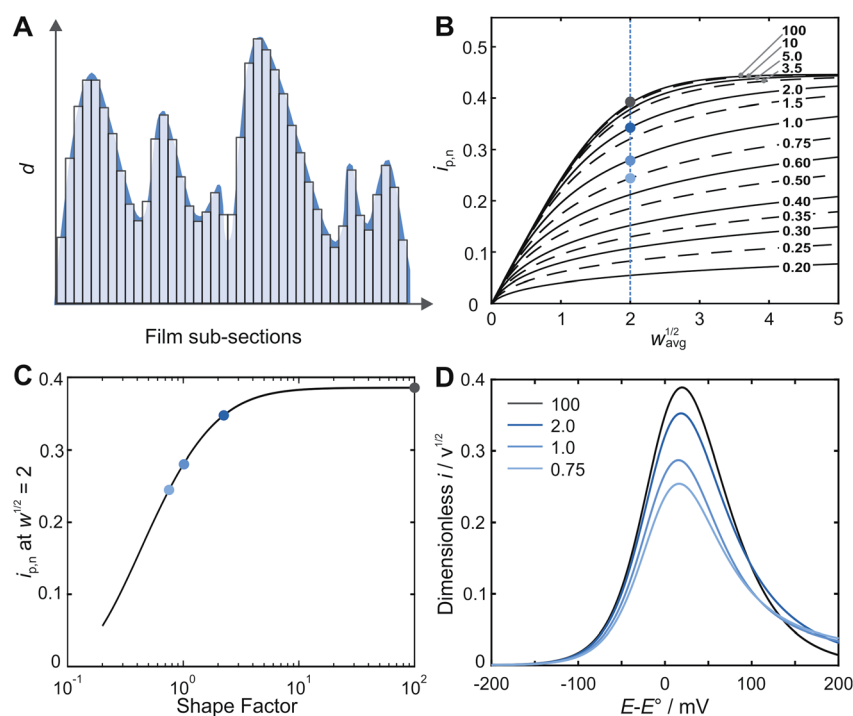 A
d
Film sub-sections
B
0.5
0.4
0.3
0.2
0.1
0
i_p,n
0 1 2 3 4 5
w_avg^1/2
100
10
5.0
3.5
2.0
1.5
1.0
0.75
0.60
0.50
0.40
0.35
0.30
0.25
0.20
C
0.4
0.3
0.2
0.1
0
i_p,n at w^1/2 = 2
10^-1 10^0 10^1 10^2
Shape Factor
D
0.4
0.3
0.2
0.1
0
Dimensionless i / v^1/2
100
2.0
1.0
0.75
-200 -100 0 100 200
E-E° / mV